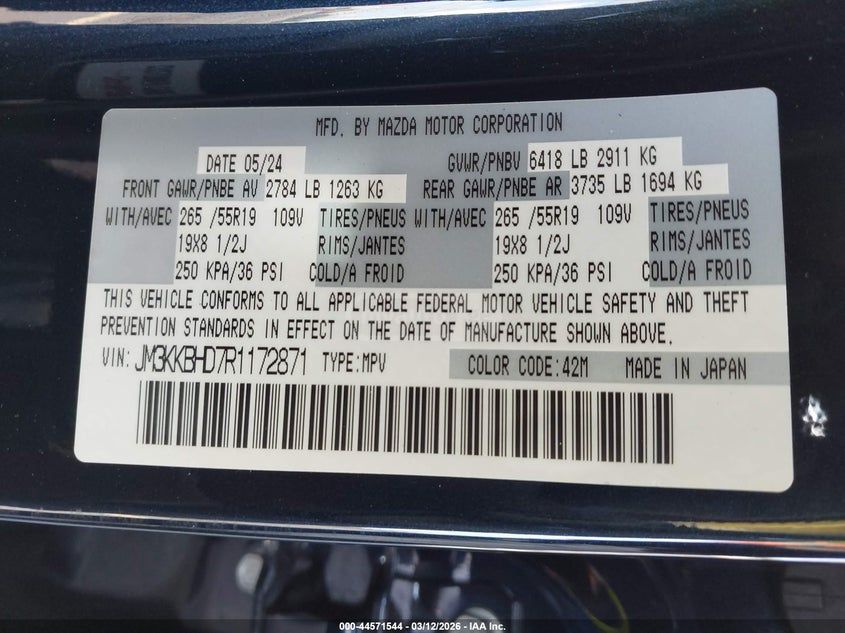 MFD. BY MAZDA MOTOR CORPORATION
DATE 05/24 GVWR/PNBV 6418 LB 2911 KG
FRONT GAWR/PNBE AV 2784 LB 1263 KG REAR GAWR/PNBE AR 3735 LB 1694 KG
WITH/AVEC 265 /55R19 109V TIRES/PNEUS WITH/AVEC 265 /55R19 109V TIRES/PNEUS
19X8 1/2J RIMS/JANTES 19X8 1/2J RIMS/JANTES
250 KPA/36 PSI COLD/A FROID 250 KPA/36 PSI COLD/A FROID
THIS VEHICLE CONFORMS TO ALL APPLICABLE FEDERAL MOTOR VEHICLE SAFETY AND THEFT
PREVENTION STANDARDS IN EFFECT ON THE DATE OF MANUFACTURE SHOWN ABOVE.
VIN: JM3KKBHD7R1172871 TYPE:MPV COLOR CODE:42M MADE IN JAPAN
000-44571544 - 03/12/2026 - IAA Inc.